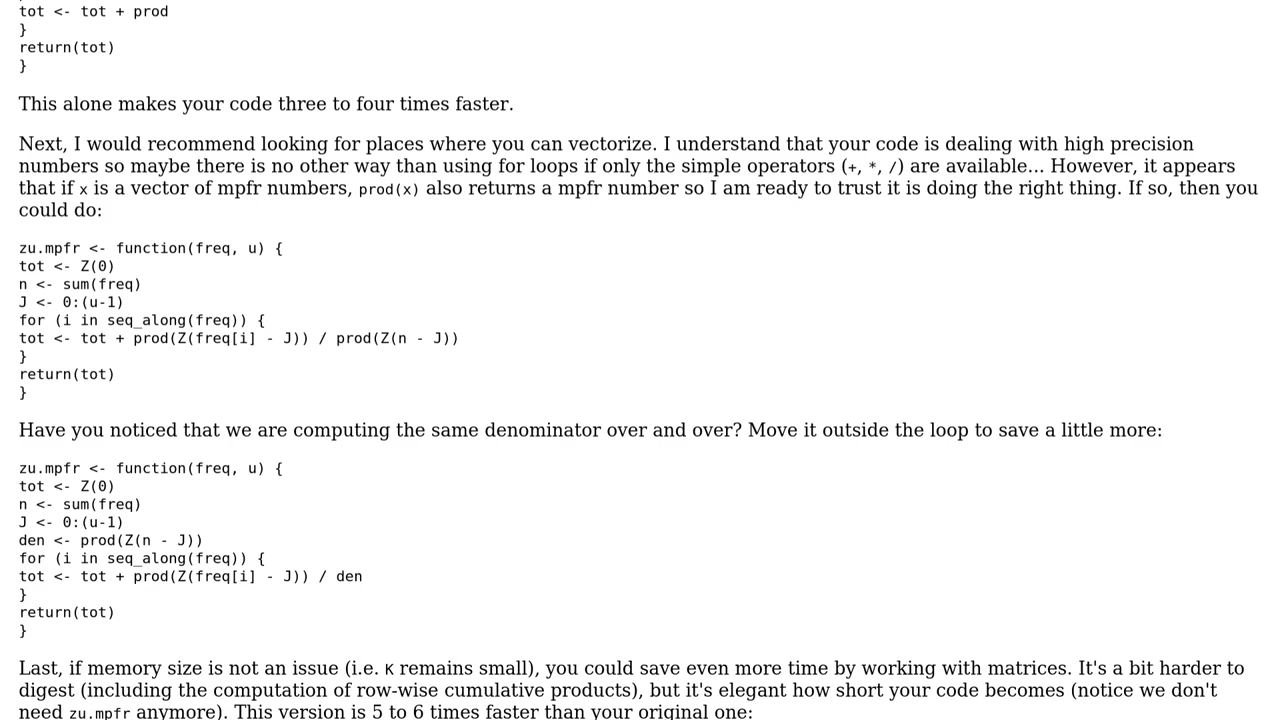 tot <- tot + prod
}
return(tot)
}
This alone makes your code three to four times faster.
Next, I would recommend looking for places where you can vectorize. I understand that your code is dealing with high precision
numbers so maybe there is no other way than using for loops if only the simple operators (+, *, /) are available... However, it appears
that if x is a vector of mpfr numbers, prod(x) also returns a mpfr number so I am ready to trust it is doing the right thing. If so, then you
could do:
zu.mpfr <- function(freq, u) {
tot <- Z(0)
n <- sum(freq)
J <- 0:(u-1)
for (i in seq_along(freq)) {
tot <- tot + prod(Z(freq[i] - J)) / prod(Z(n - J))
}
return(tot)
}
Have you noticed that we are computing the same denominator over and over? Move it outside the loop to save a little more:
zu.mpfr <- function(freq, u) {
tot <- Z(0)
n <- sum(freq)
J <- 0:(u-1)
den <- prod(Z(n - J))
for (i in seq_along(freq)) {
tot <- tot + prod(Z(freq[i] - J)) / den
}
return(tot)
}
Last, if memory size is not an issue (i.e. K remains small), you could save even more time by working with matrices. It's a bit harder to
digest (including the computation of row-wise cumulative products), but it's elegant how short your code becomes (notice we don't
need zu.mpfr anymore). This version is 5 to 6 times faster than your original one: